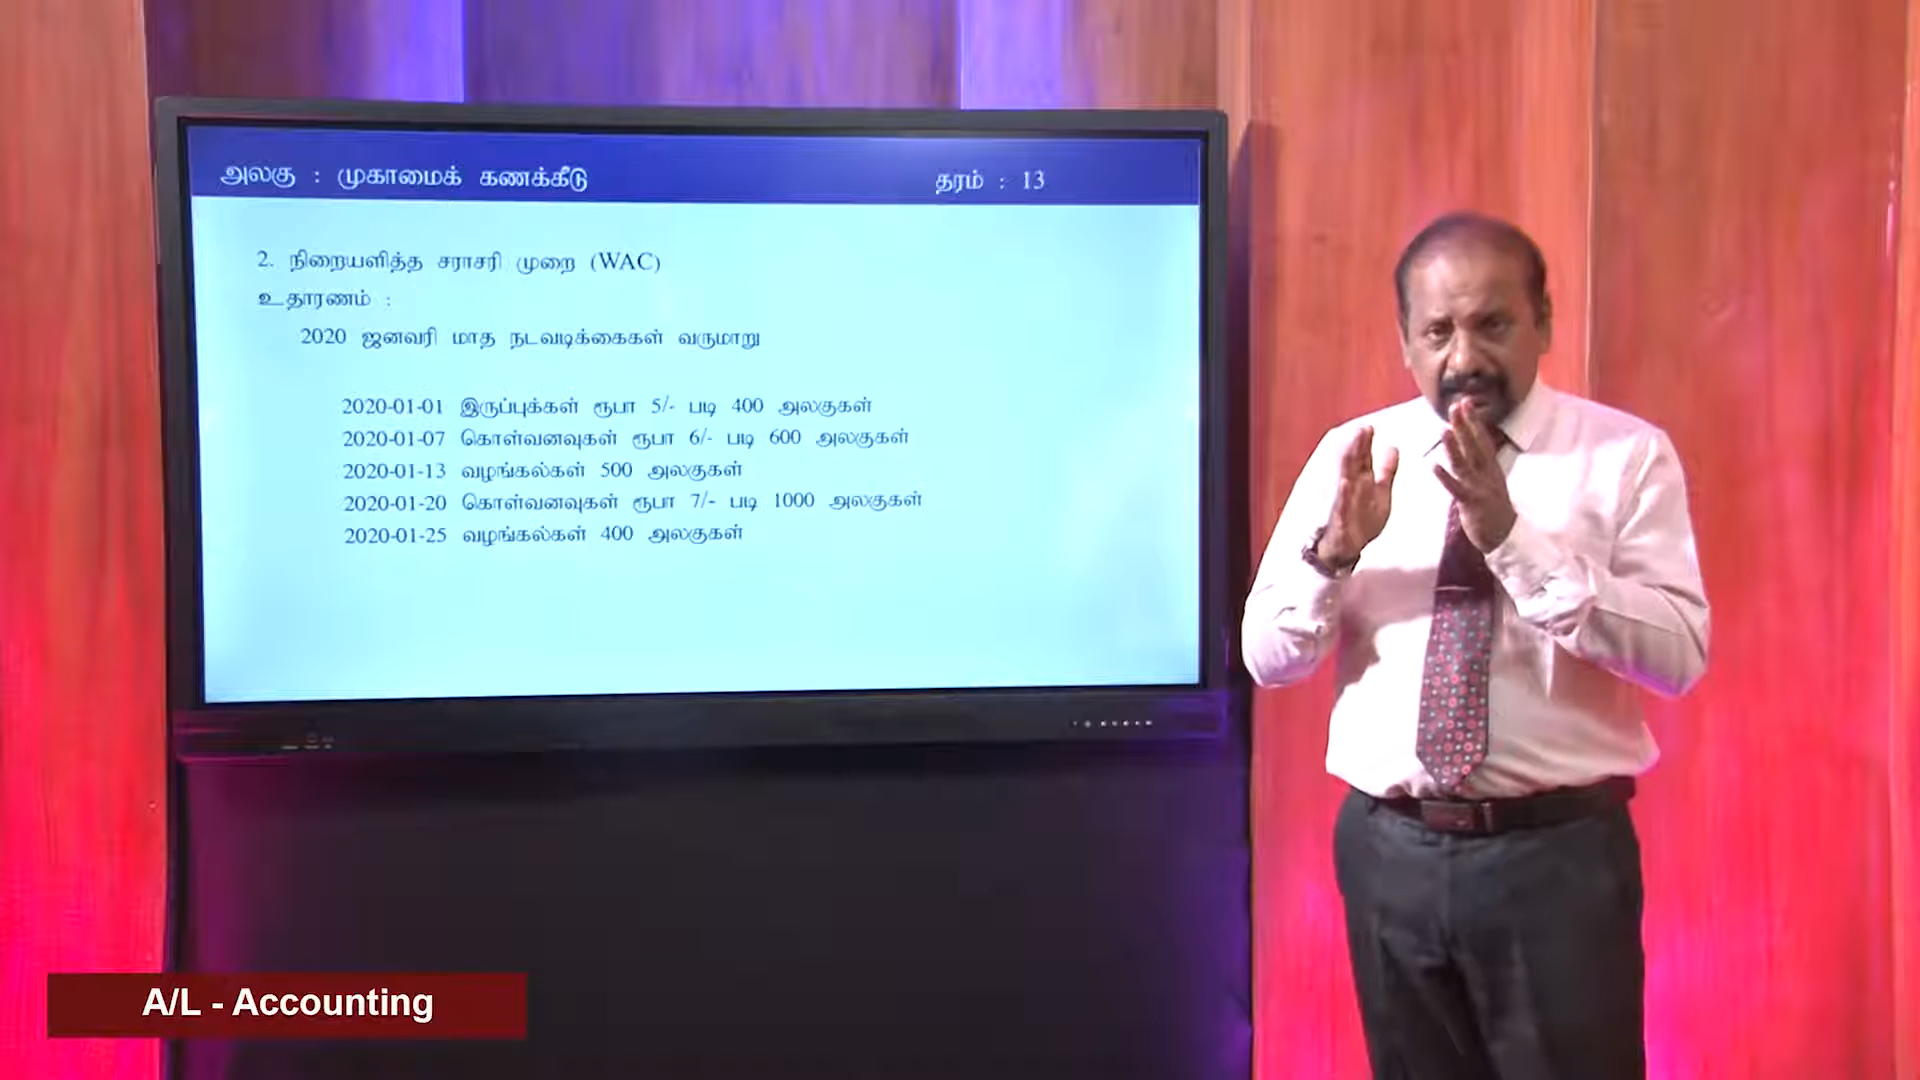 அலகு : முகாமைக் கணக்கீடு தரம் : 13
2. நிறையளித்த சராசரி முறை (WAC)
உதாரணம் :
2020 ஜனவரி மாத நடவடிக்கைகள் வருமாறு
2020-01-01 இருப்புக்கள் ரூபா 5/- படி 400 அலகுகள்
2020-01-07 கொள்வனவுகள் ரூபா 6/- படி 600 அலகுகள்
2020-01-13 வழங்கல்கள் 500 அலகுகள்
2020-01-20 கொள்வனவுகள் ரூபா 7/- படி 1000 அலகுகள்
2020-01-25 வழங்கல்கள் 400 அலகுகள்
A/L - Accounting